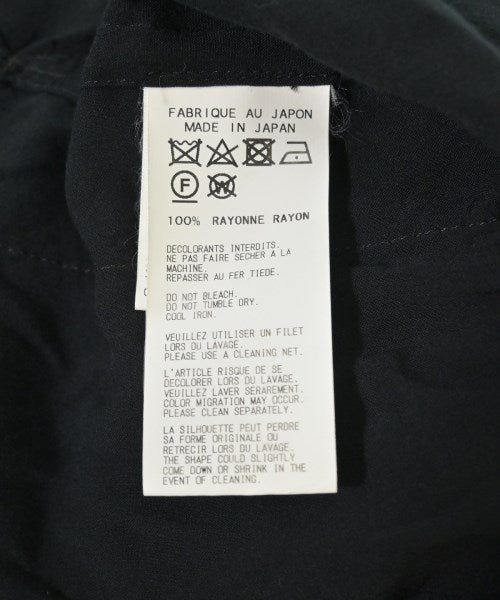 FABRIQUE AU JAPON
MADE IN JAPAN
F W
100% RAYONNE RAYON
DECOLORANTS INTERDITS.
NE PAS FAIRE SECHER A LA
MACHINE.
REPASSER AU FER TIEDE.
DO NOT BLEACH.
DO NOT TUMBLE DRY.
COOL IRON.
VEUILLEZ UTILISER UN FILET
LORS DU LAVAGE.
PLEASE USE A CLEANING NET.
L'ARTICLE RISQUE DE SE
DECOLORER LORS DU LAVAGE.
VEUILLEZ LAVER SERAREMENT.
COLOR MIGRATION MAY OCCUR.
PLEASE CLEAN SEPARATELY.
LA SILHOUETTE PEUT PERDRE
SA FORME ORIGINALE OU
RETRECIR LORS DU LAVAGE.
THE SHAPE COULD SLIGHTLY
COME DOWN OR SHRINK IN THE
EVENT OF CLEANING.